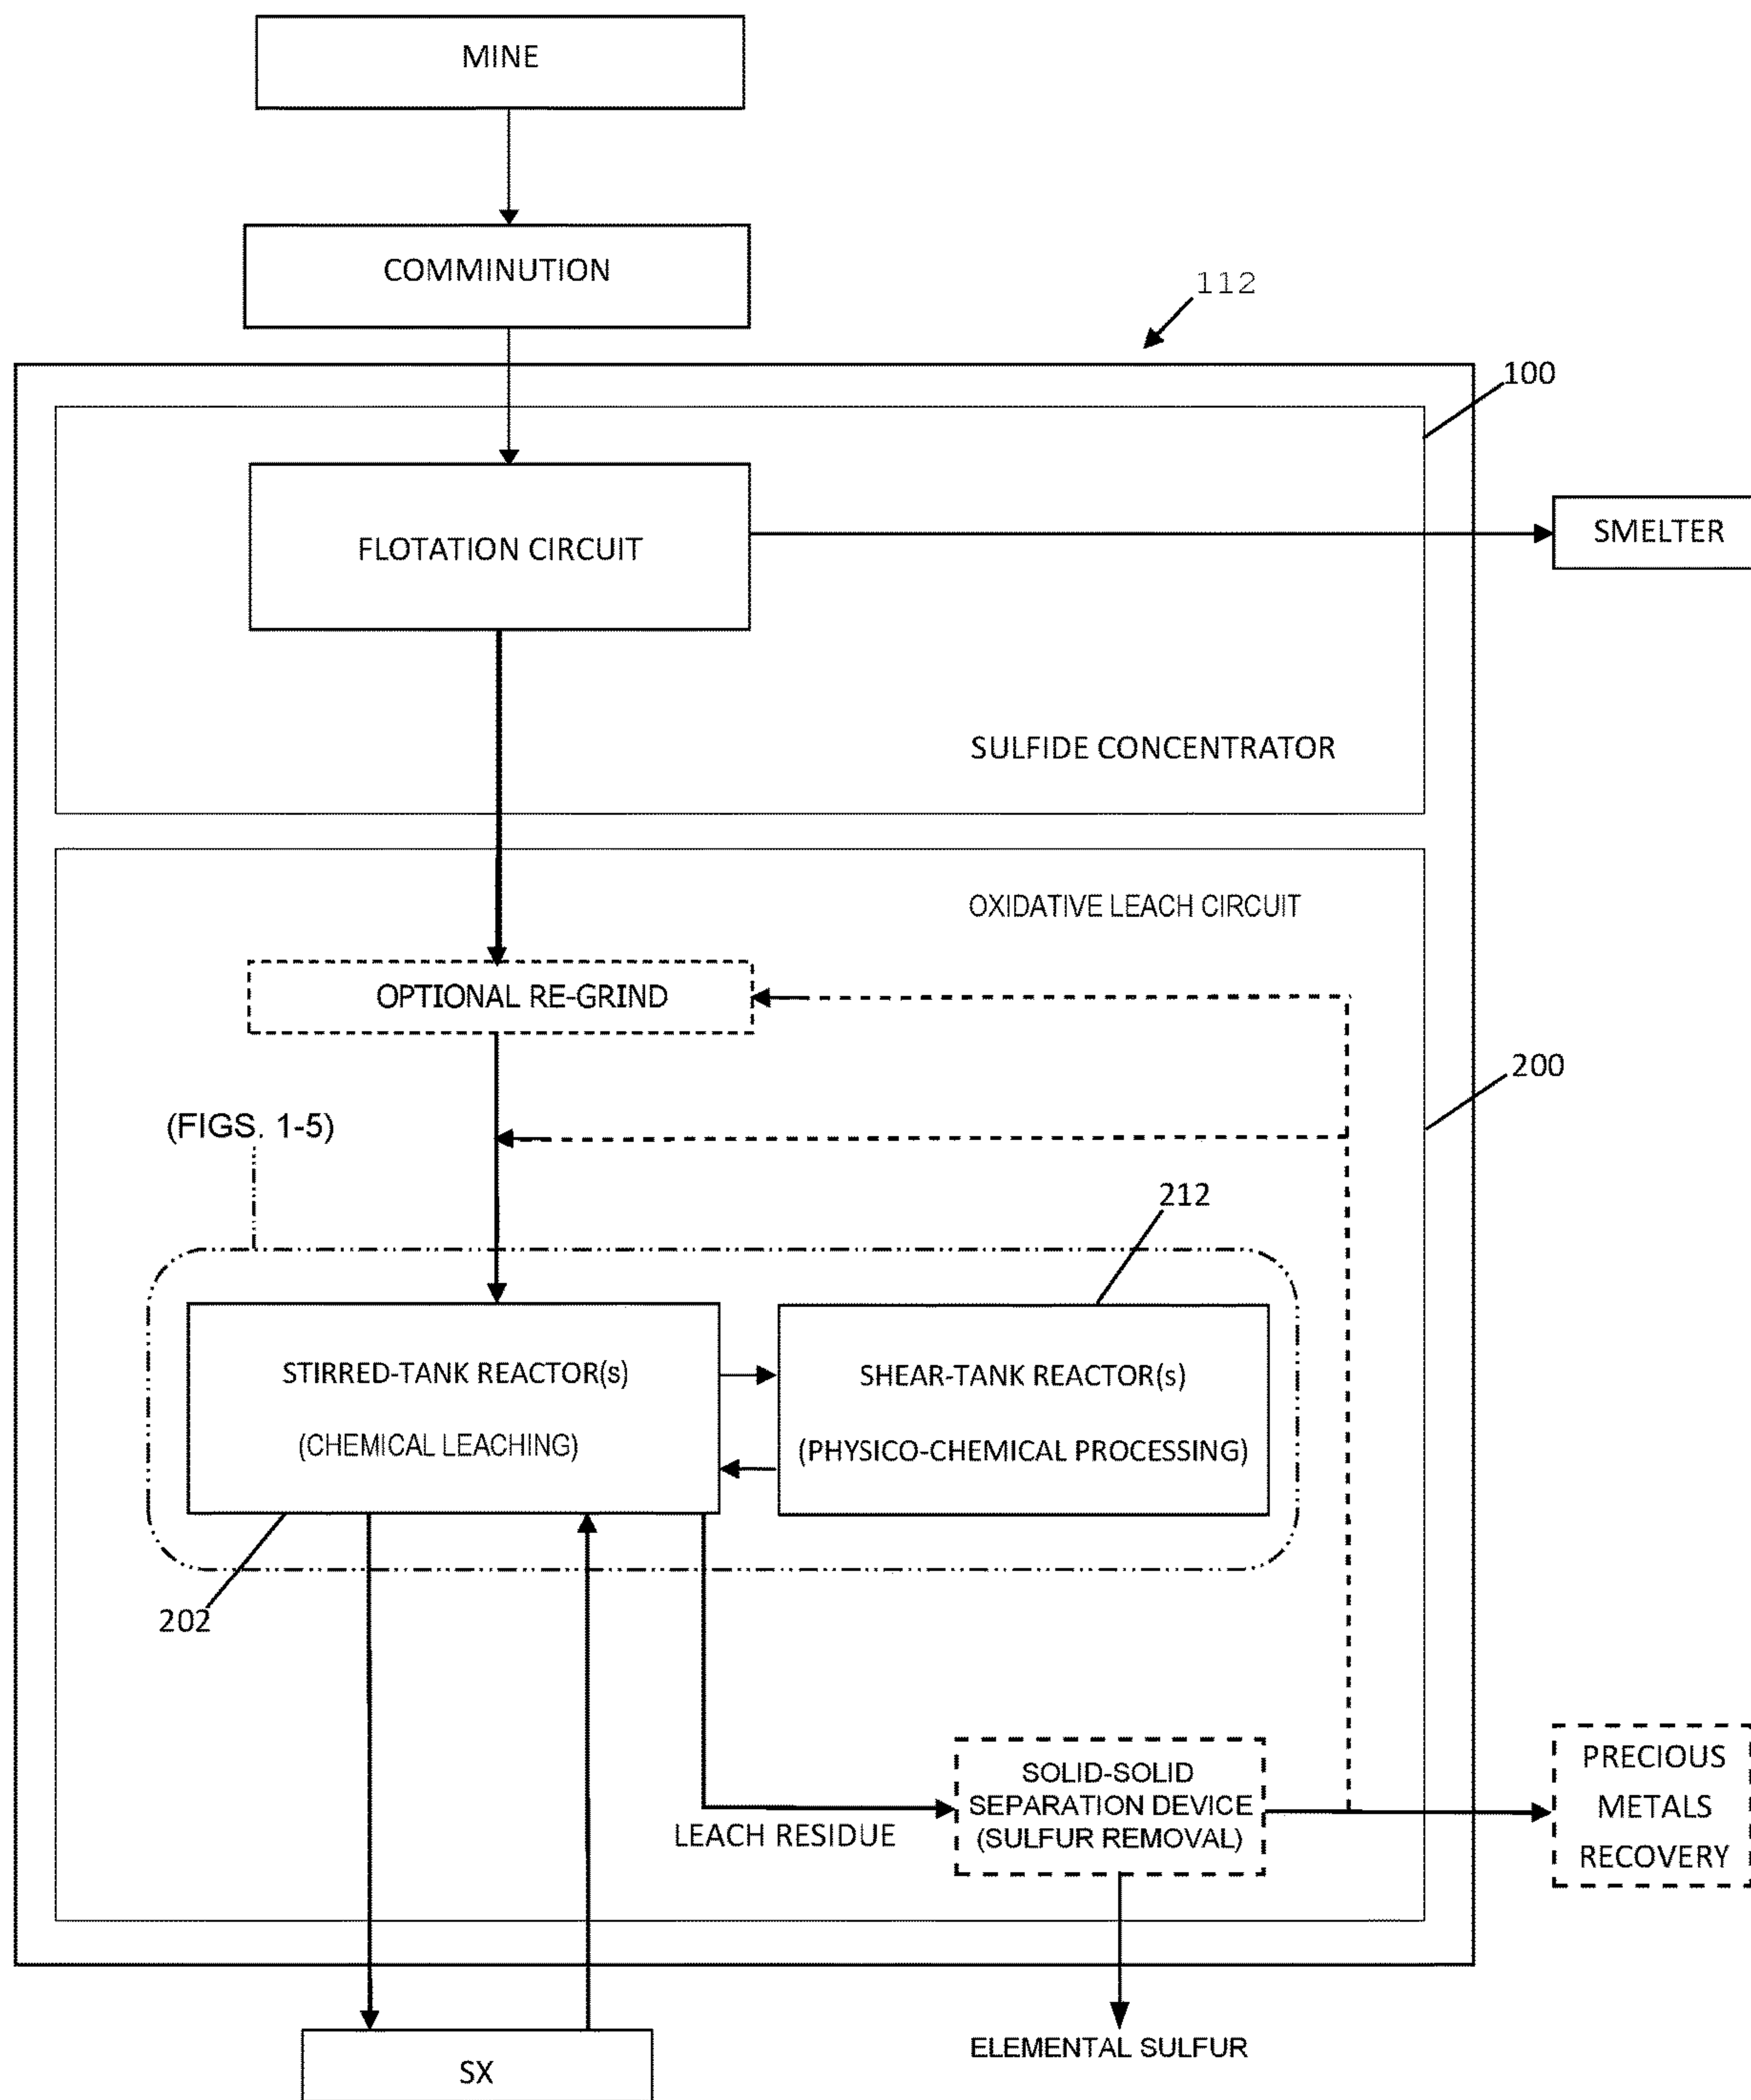 MINE
COMMINUTION
112
100
FLOTATION CIRCUIT
SMELTER
SULFIDE CONCENTRATOR
OXIDATIVE LEACH CIRCUIT
OPTIONAL RE-GRIND
200
(FIGS. 1-5)
212
STIRRED-TANK REACTOR(s)
(CHEMICAL LEACHING)
SHEAR-TANK REACTOR(s)
(PHYSICO-CHEMICAL PROCESSING)
202
LEACH RESIDUE
SOLID-SOLID
SEPARATION DEVICE
(SULFUR REMOVAL)
PRECIOUS
METALS
RECOVERY
ELEMENTAL SULFUR
SX